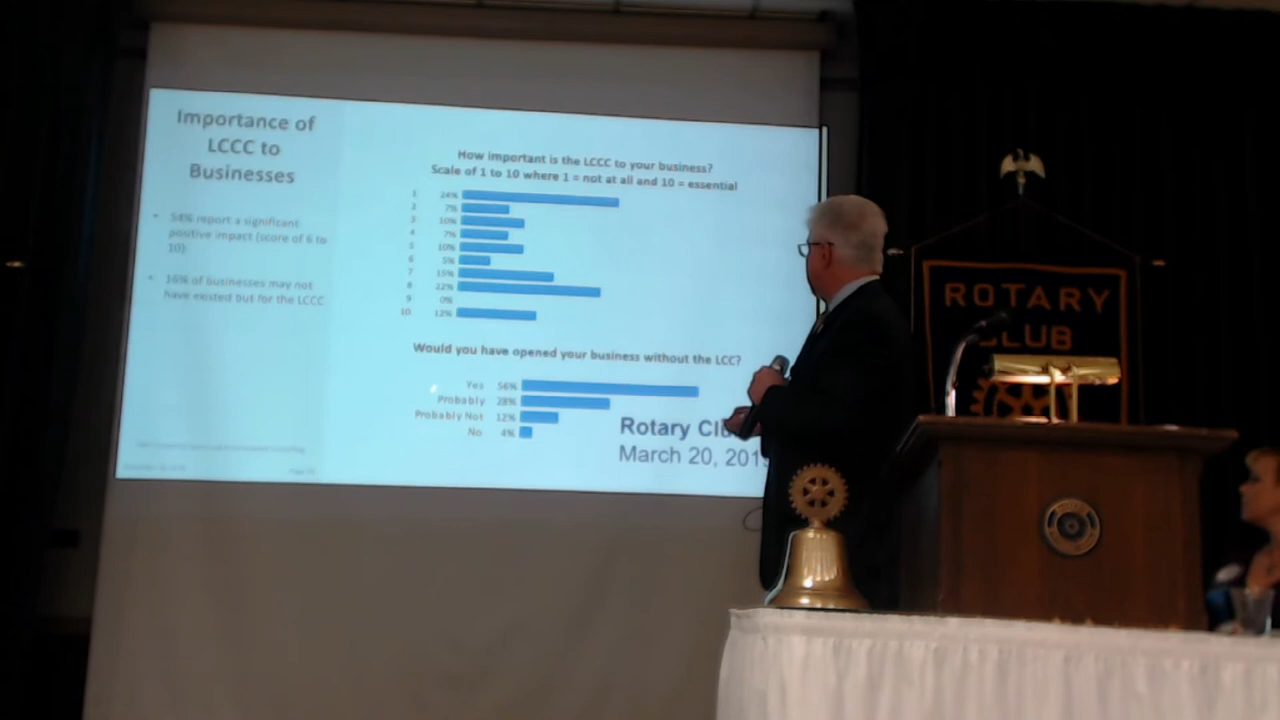 Importance of
LCCC to
Businesses
• 54% report a significant
positive impact (score of 6 to
10)
• 16% of businesses may not
have existed but for the LCCC
How important is the LCCC to your business?
Scale of 1 to 10 where 1 = not at all and 10 = essential
1 24%
2 7%
3 10%
4 7%
5 10%
6 5%
7 15%
8 22%
9 0%
10 12%
Would you have opened your business without the LCC?
Yes 56%
Probably 28%
Probably Not 12%
No 4%
Rotary Clu
March 20, 2019
ROTARY
CLUB